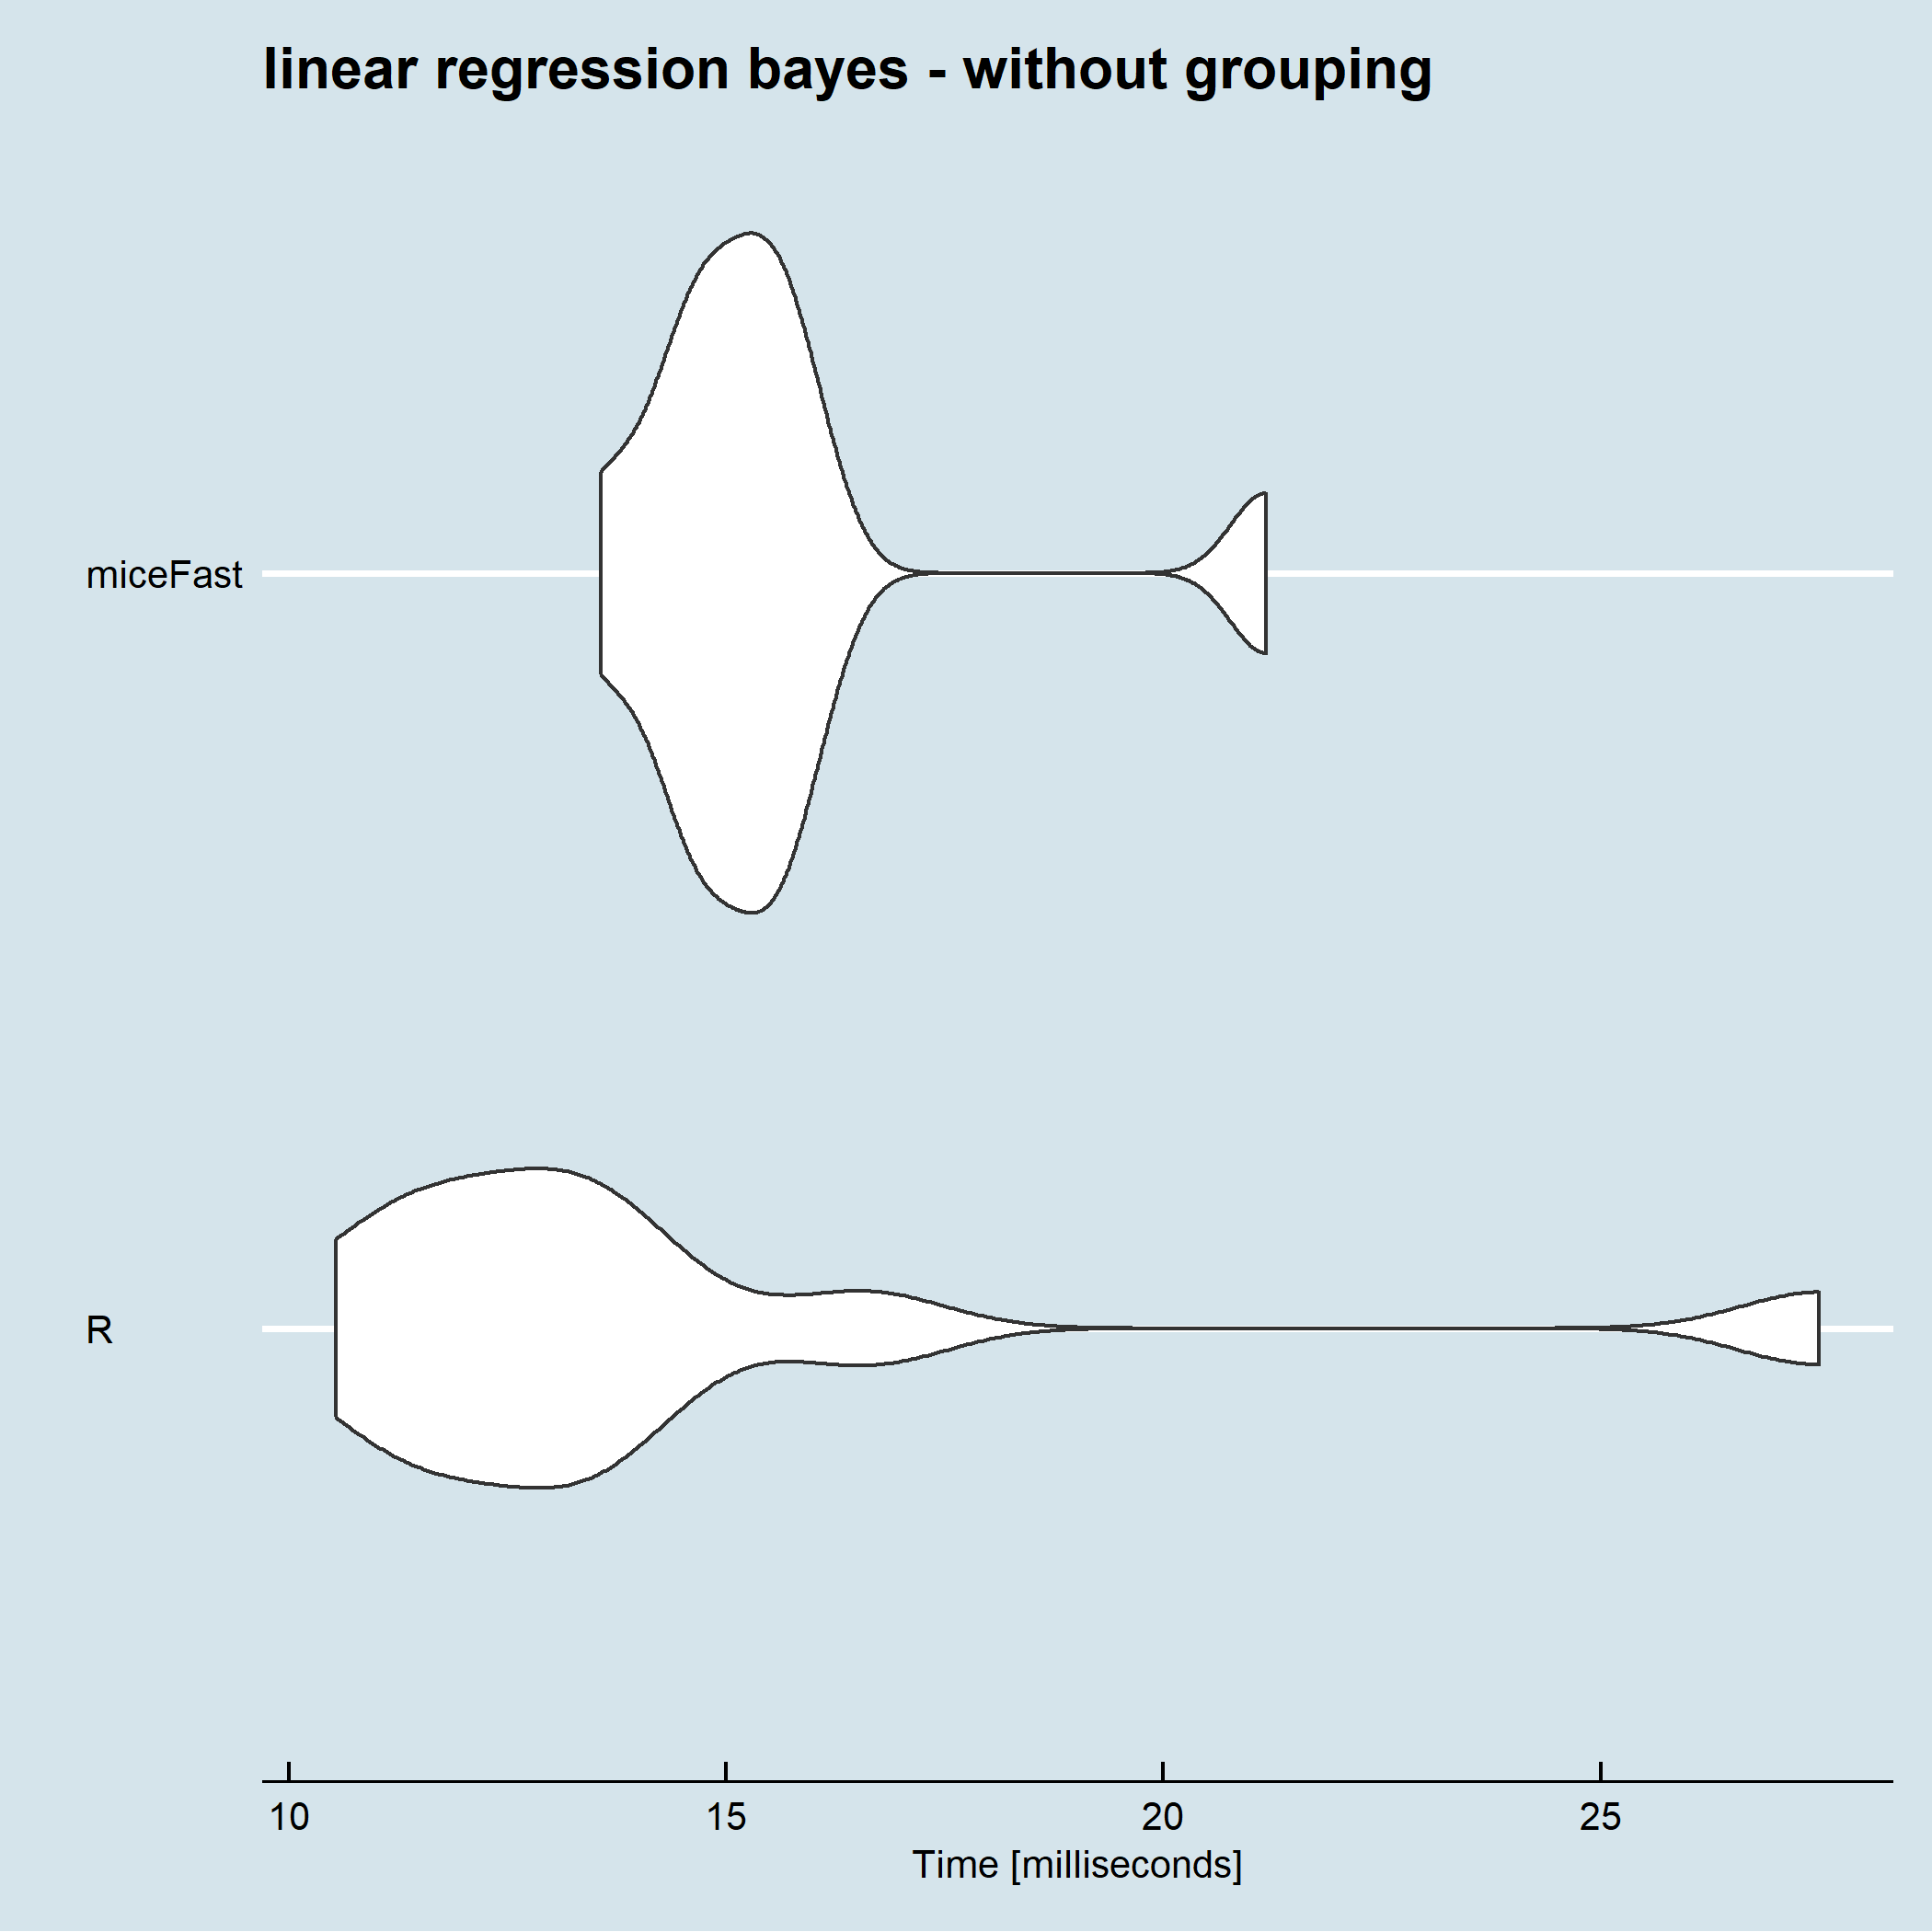 linear regression bayes - without grouping
miceFast
R
10 15 20 25
Time [milliseconds]